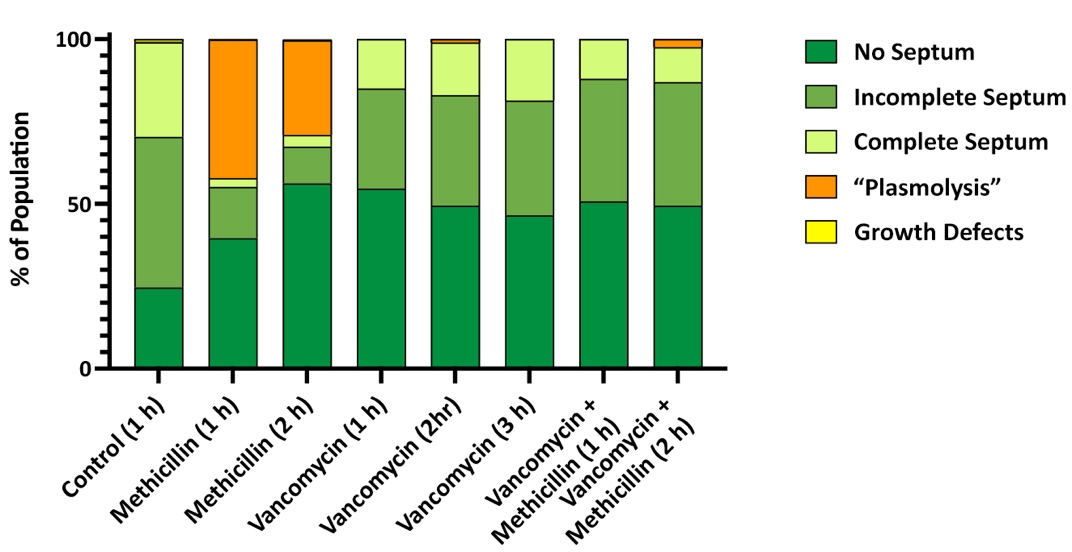 100
50
0
% of Population
Control (1 h)
Methicillin (1 h)
Methicillin (2 h)
Vancomycin (1 h)
Vancomycin (2hr)
Vancomycin (3 h)
Vancomycin +
Methicillin (1 h)
Vancomycin +
Methicillin (2 h)
No Septum
Incomplete Septum
Complete Septum
“Plasmolysis”
Growth Defects